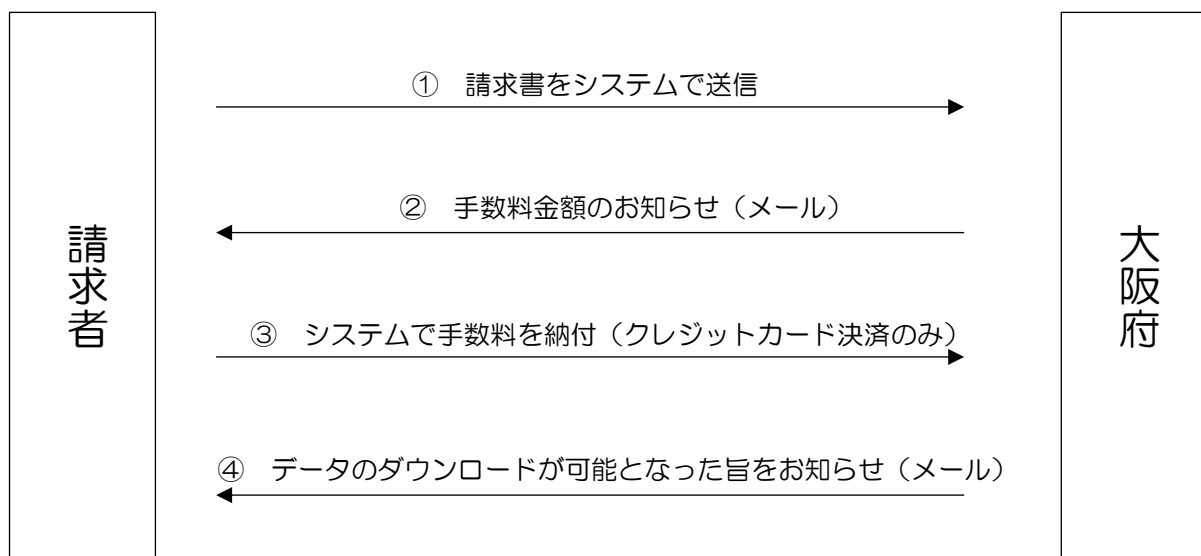 ① 請求書をシステムで送信
② 手数料金額のお知らせ（メール）
請求者
大阪府
③ システムで手数料を納付（クレジットカード決済のみ）
④ データのダウンロードが可能となった旨をお知らせ（メール）